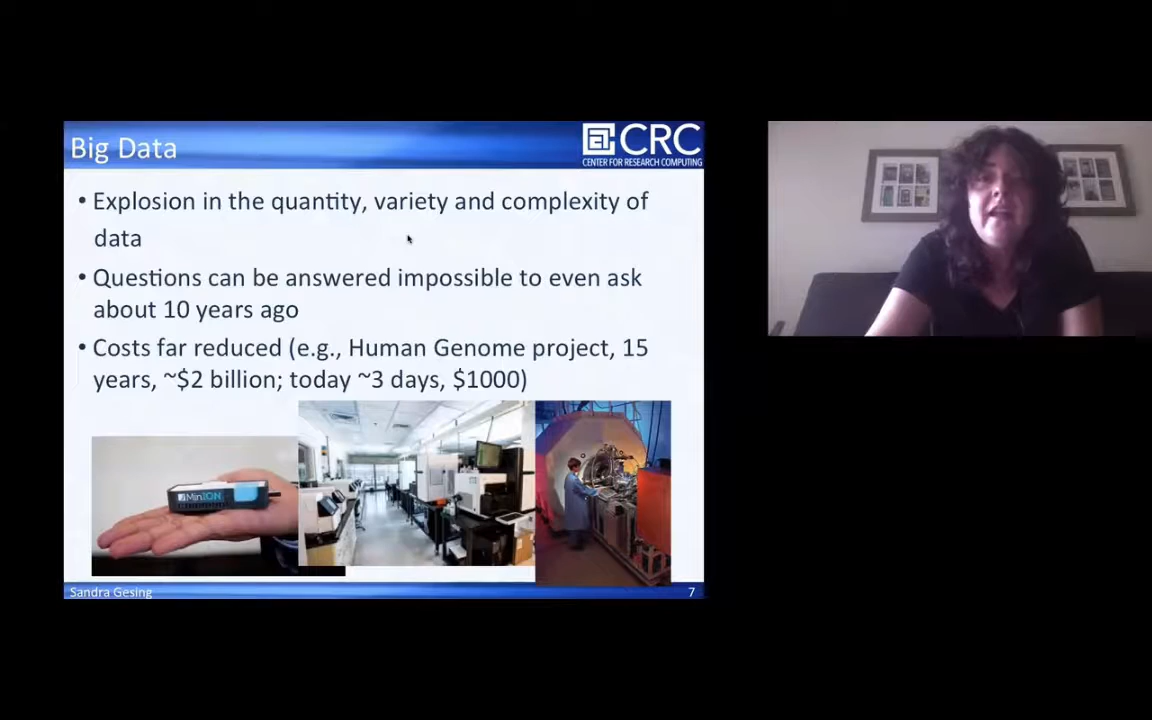 Big Data
CRC
CENTER FOR RESEARCH COMPUTING
• Explosion in the quantity, variety and complexity of
data
• Questions can be answered impossible to even ask
about 10 years ago
• Costs far reduced (e.g., Human Genome project, 15
years, ~$2 billion; today ~3 days, $1000)
MinION
Sandra Gesing
7